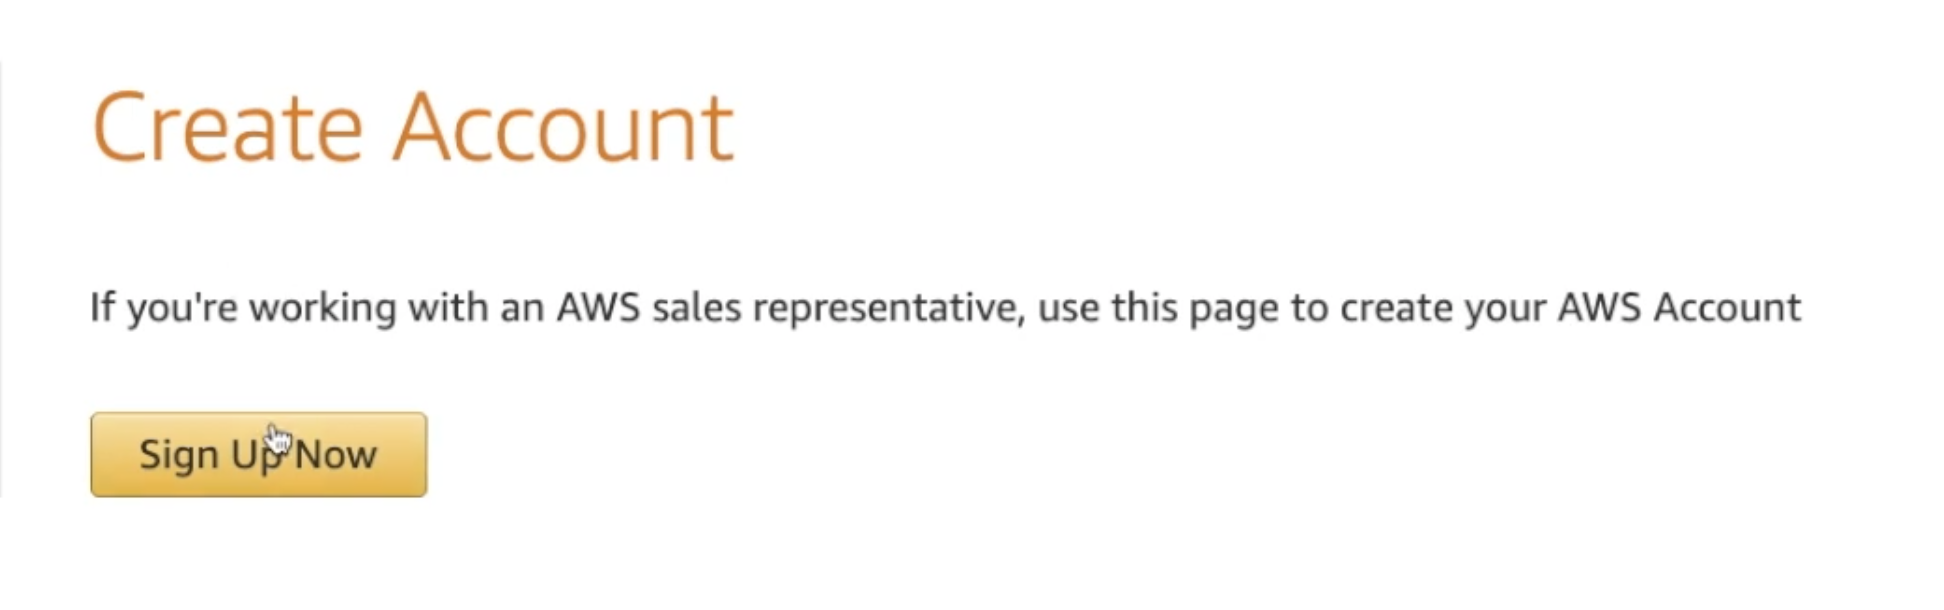 Create Account
If you're working with an AWS sales representative, use this page to create your AWS Account
Sign Up Now